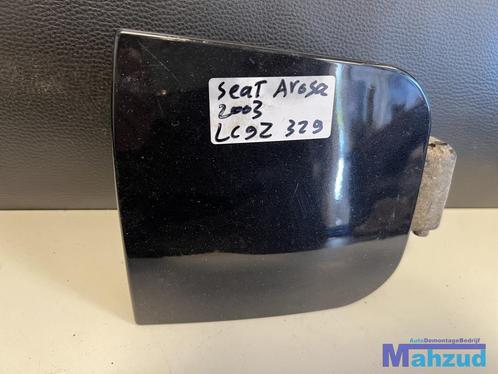 Seat Arosa
2003
LC9Z 329
AutoDemontageBedrijf
Mahzud